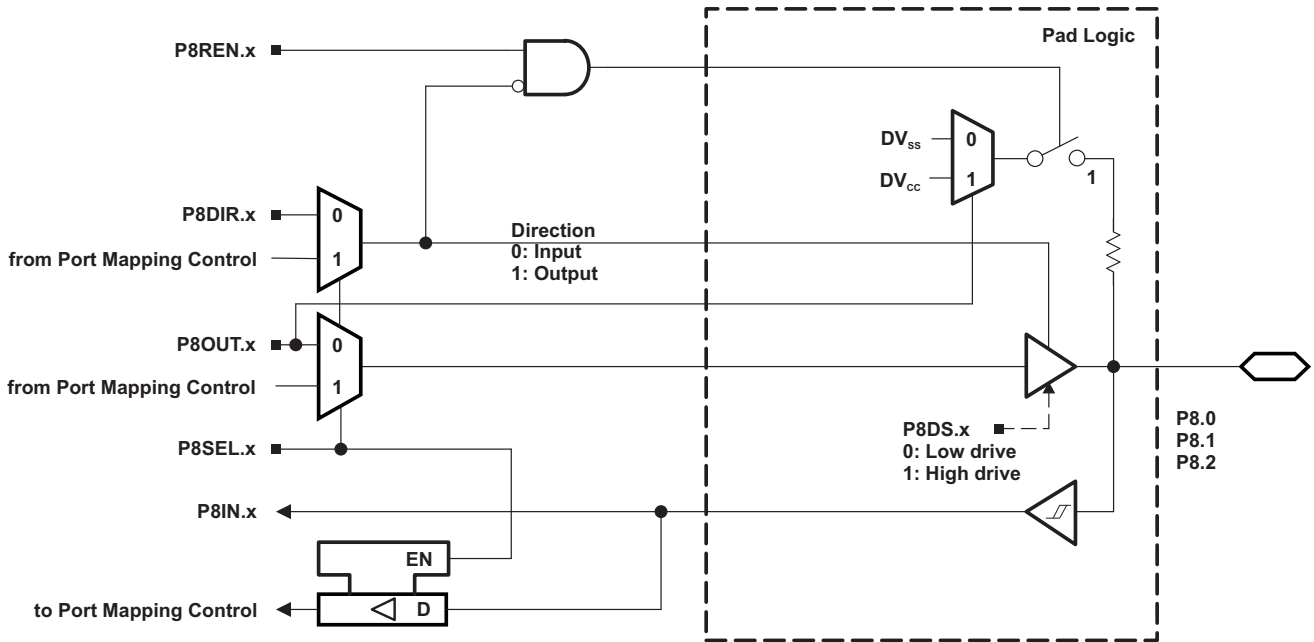 Pad Logic
P8REN.x
DVss
0
DVcc
1
1
P8DIR.x
0
from Port Mapping Control
1
Direction
0: Input
1: Output
P8OUT.x
0
from Port Mapping Control
1
P8DS.x
0: Low drive
1: High drive
P8.0
P8.1
P8.2
P8SEL.x
P8IN.x
EN
to Port Mapping Control
D